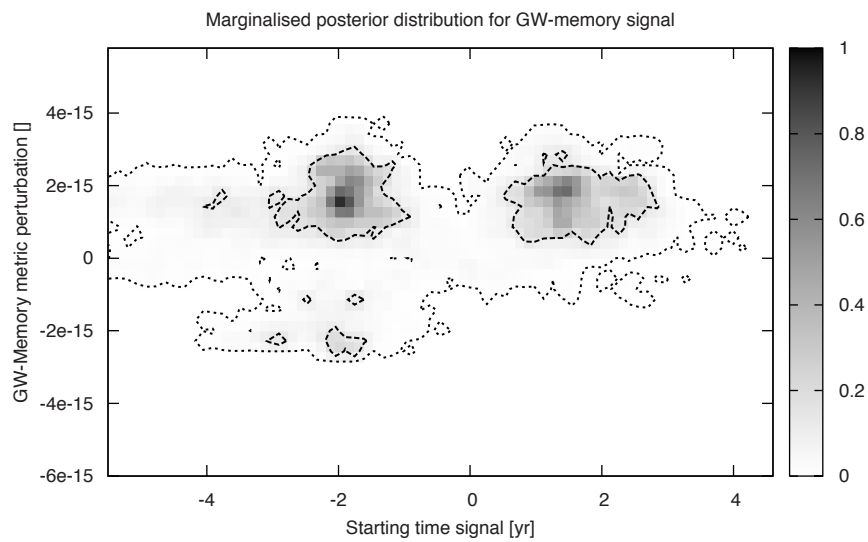 Marginalised posterior distribution for GW-memory signal
GW-Memory metric perturbation []
4e-15
2e-15
0
-2e-15
-4e-15
-6e-15
-4
-2
0
2
4
Starting time signal [yr]
1
0.8
0.6
0.4
0.2
0